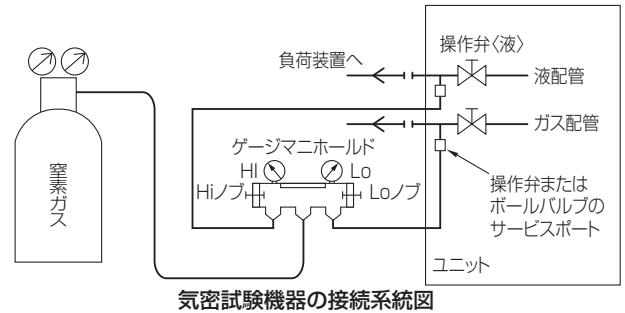 操作弁〈液〉
負荷装置へ
液配管
ガス配管
ゲージマニホールド
HI
Lo
Hiノブ
Loノブ
窒素ガス
操作弁または
ボールバルブの
サービスポート
ユニット
気密試験機器の接続系統図